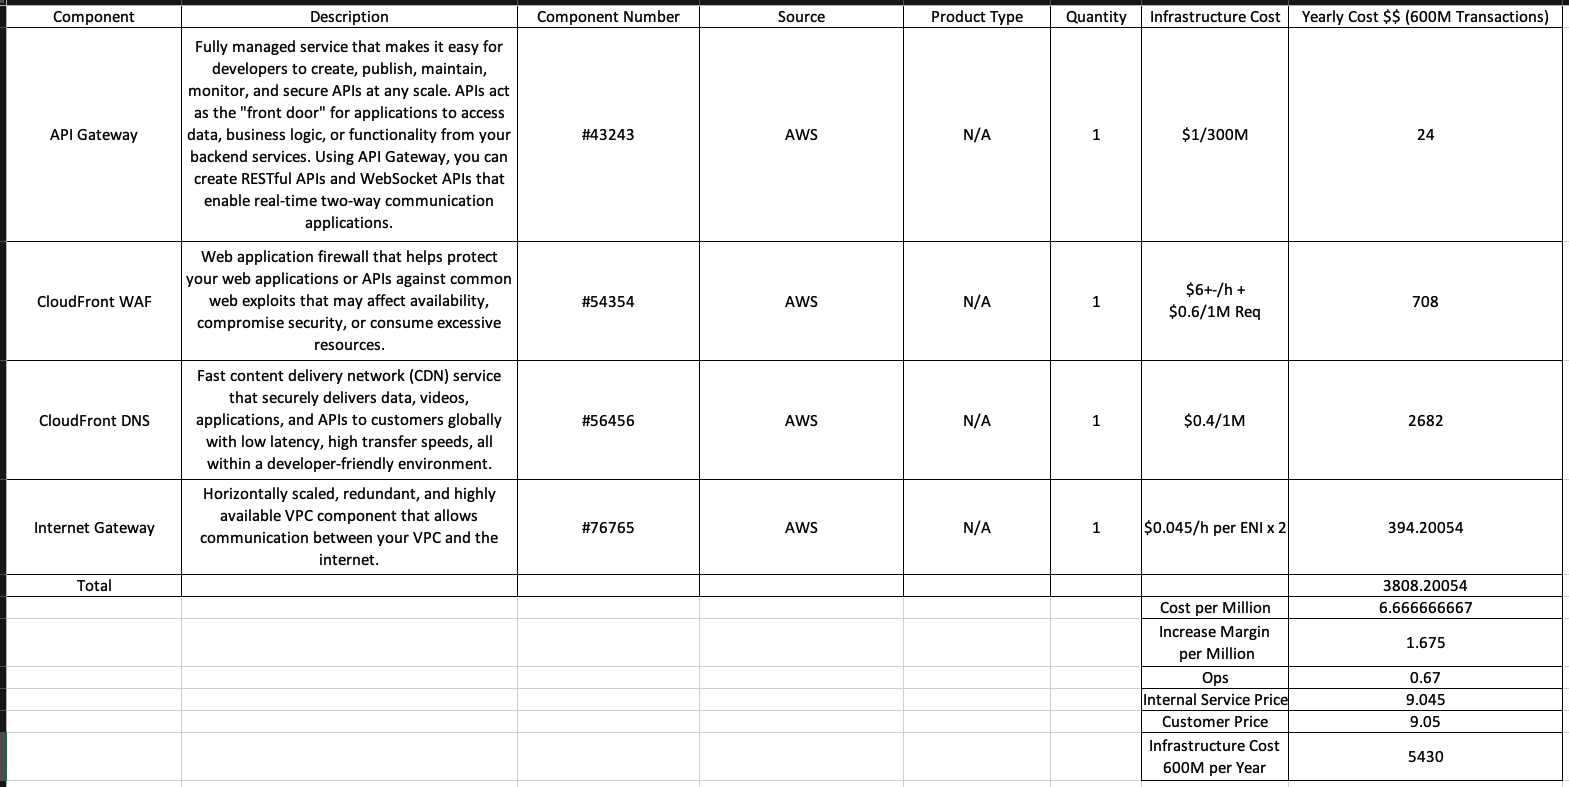 Component Description Component Number Source Product Type Quantity Infrastructure Cost Yearly Cost $$ (600M Transactions)
API Gateway
Fully managed service that makes it easy for
developers to create, publish, maintain,
monitor, and secure APIs at any scale. APIs act
as the "front door" for applications to access
data, business logic, or functionality from your
backend services. Using API Gateway, you can
create RESTful APIs and WebSocket APIs that
enable real-time two-way communication
applications.
#43243 AWS N/A 1 $1/300M 24
CloudFront WAF
Web application firewall that helps protect
your web applications or APIs against common
web exploits that may affect availability,
compromise security, or consume excessive
resources.
#54354 AWS N/A 1
$6+-/h +
$0.6/1M Req
708
CloudFront DNS
Fast content delivery network (CDN) service
that securely delivers data, videos,
applications, and APIs to customers globally
with low latency, high transfer speeds, all
within a developer-friendly environment.
#56456 AWS N/A 1 $0.4/1M 2682
Internet Gateway
Horizontally scaled, redundant, and highly
available VPC component that allows
communication between your VPC and the
internet.
#76765 AWS N/A 1 $0.045/h per ENI x 2 394.20054
Total 3808.20054
Cost per Million 6.666666667
Increase Margin
per Million
1.675
Ops 0.67
Internal Service Price 9.045
Customer Price 9.05
Infrastructure Cost
600M per Year
5430